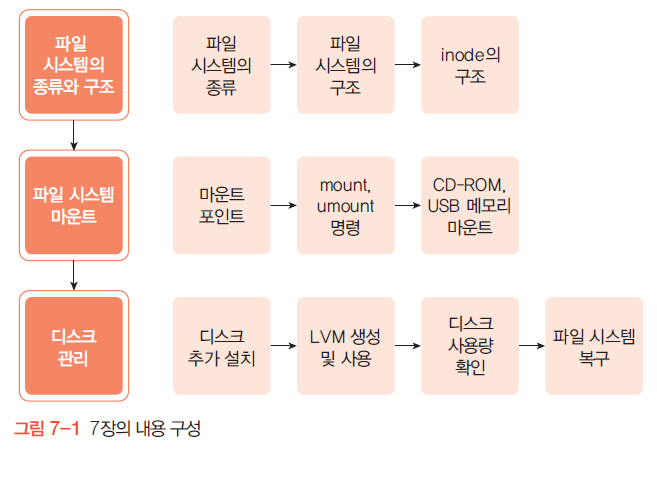 파일
시스템의
종류와 구조
파일
시스템의
종류
파일
시스템의
구조
inode의
구조
파일 시스템
마운트
마운트
포인트
mount,
umount
명령
CD-ROM,
USB 메모리
마운트
디스크
관리
디스크
추가 설치
LVM 생성
및 사용
디스크
사용량
확인
파일 시스템
복구
그림 7-1 7장의 내용 구성